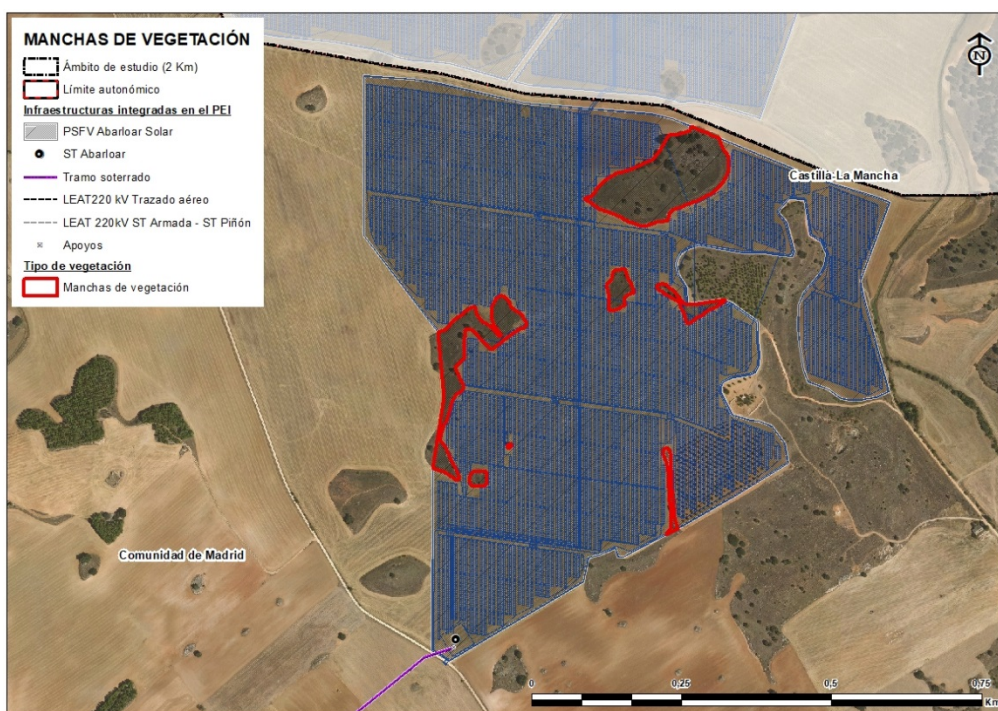 MANCHAS DE VEGETACIÓN
Ámbito de estudio (2 Km)
Límite autonómico
Infraestructuras integradas en el PEI
PSFV Abarloar Solar
ST Abarloar
Tramo soterrado
LEAT220 kV Trazado aéreo
LEAT 220kV ST Armada - ST Piñón
Apoyos
Tipo de vegetación
Manchas de vegetación
N
Castilla-La Mancha
Comunidad de Madrid
0 0,25 0,5 0,75
Km